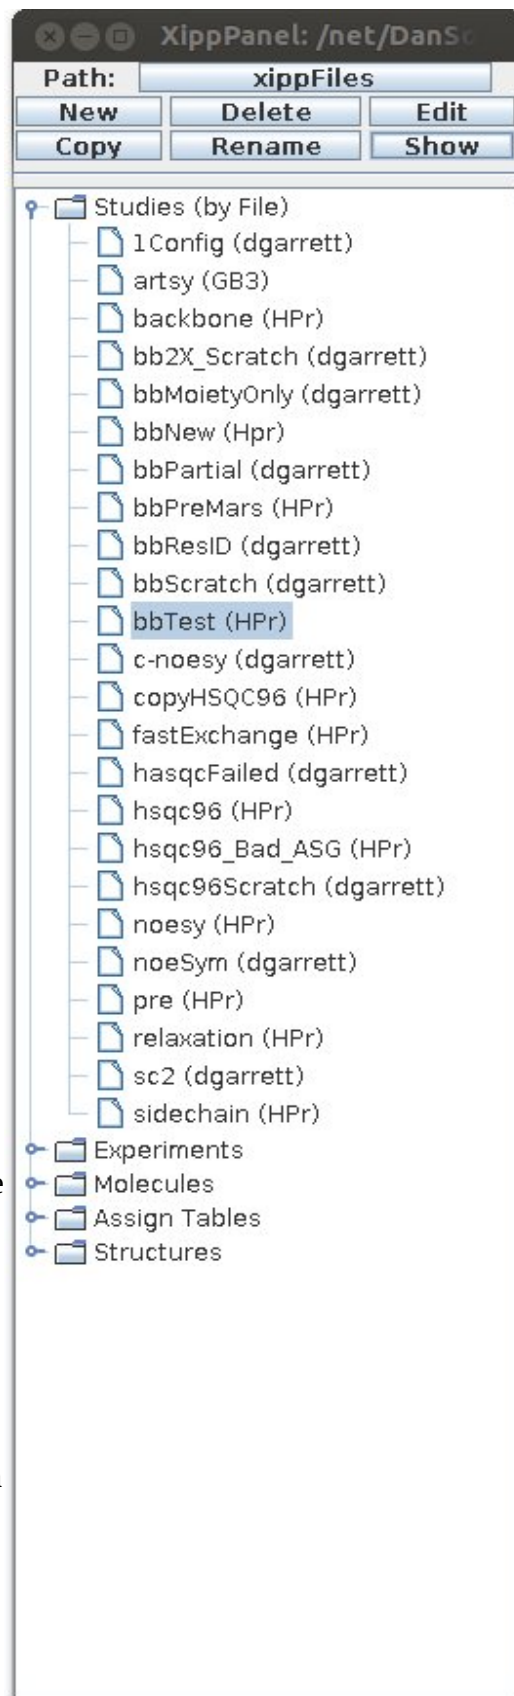 XippPanel: /net/DanSc
Path: xippFiles
New Delete Edit
Copy Rename Show
Studies (by File)
1Config (dgarrett)
artsy (GB3)
backbone (HPr)
bb2X_Scratch (dgarrett)
bbMoietyOnly (dgarrett)
bbNew (Hpr)
bbPartial (dgarrett)
bbPreMars (HPr)
bbResID (dgarrett)
bbScratch (dgarrett)
bbTest (HPr)
c-noesy (dgarrett)
copyHSQC96 (HPr)
fastExchange (HPr)
hasqcFailed (dgarrett)
hsqc96 (HPr)
hsqc96_Bad_ASG (HPr)
hsqc96Scratch (dgarrett)
noesy (HPr)
noeSym (dgarrett)
pre (HPr)
relaxation (HPr)
sc2 (dgarrett)
sidechain (HPr)
Experiments
Molecules
Assign Tables
Structures